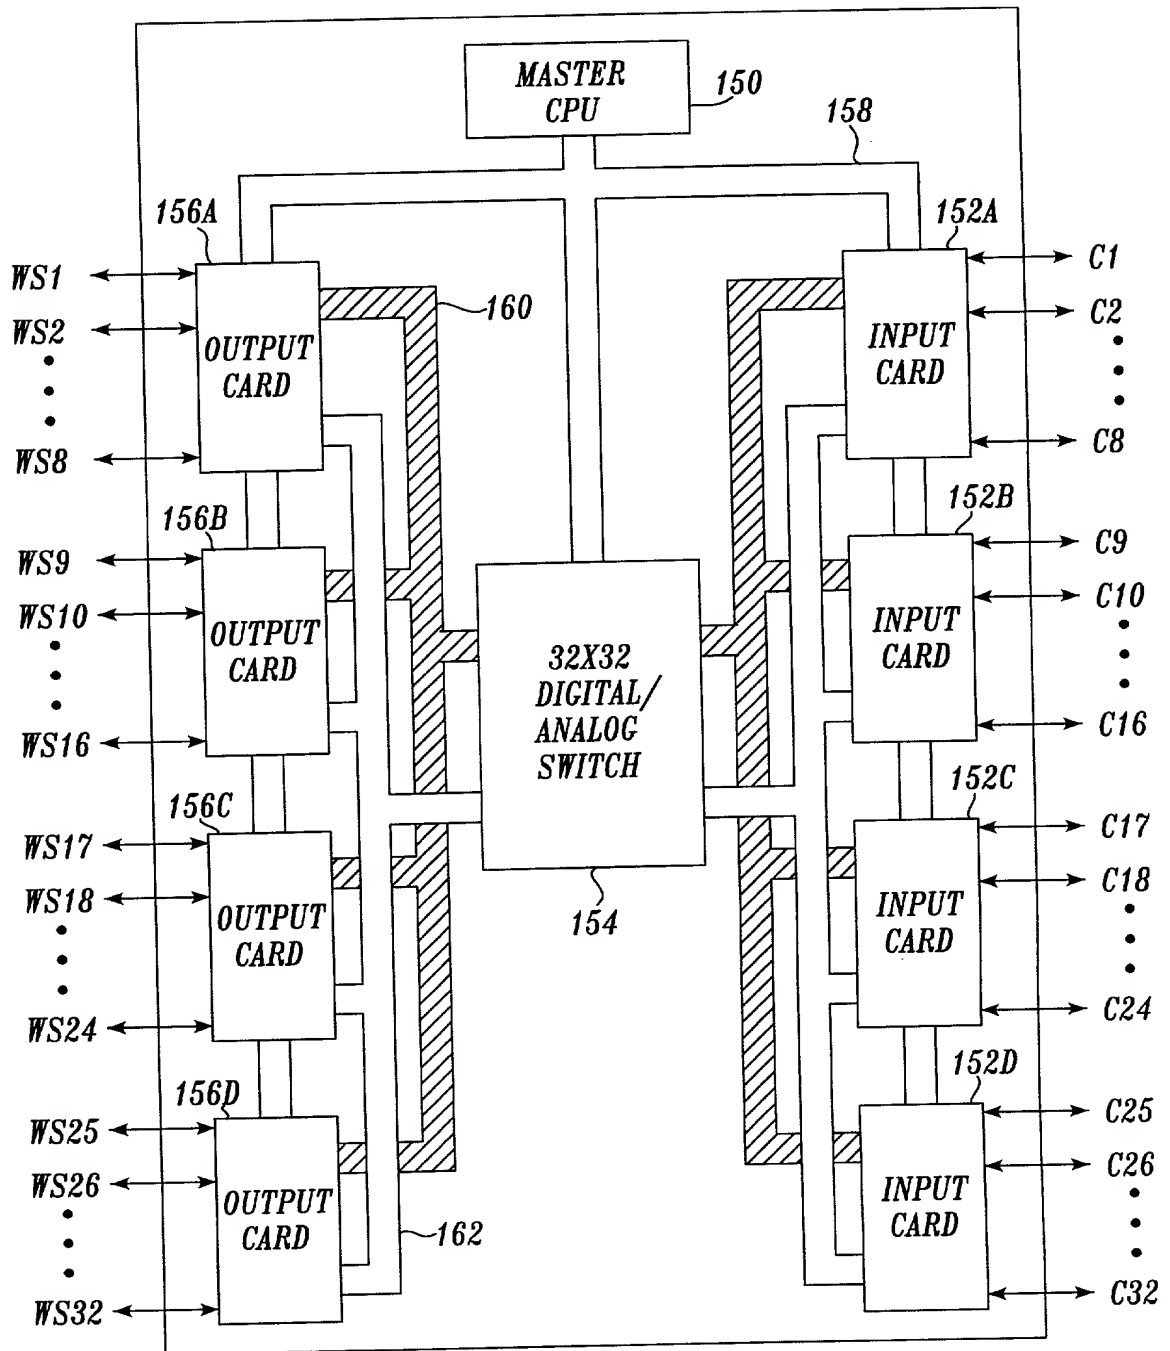 MASTER
CPU
150
158
156A
152A
WS1
C1
WS2
160
C2
OUTPUT
CARD
INPUT
CARD
WS8
C8
156B
152B
WS9
C9
WS10
C10
OUTPUT
CARD
32X32
DIGITAL/
ANALOG
SWITCH
INPUT
CARD
WS16
C16
156C
152C
WS17
C17
WS18
C18
OUTPUT
CARD
154
INPUT
CARD
WS24
C24
156D
152D
WS25
C25
WS26
C26
OUTPUT
CARD
INPUT
CARD
162
WS32
C32